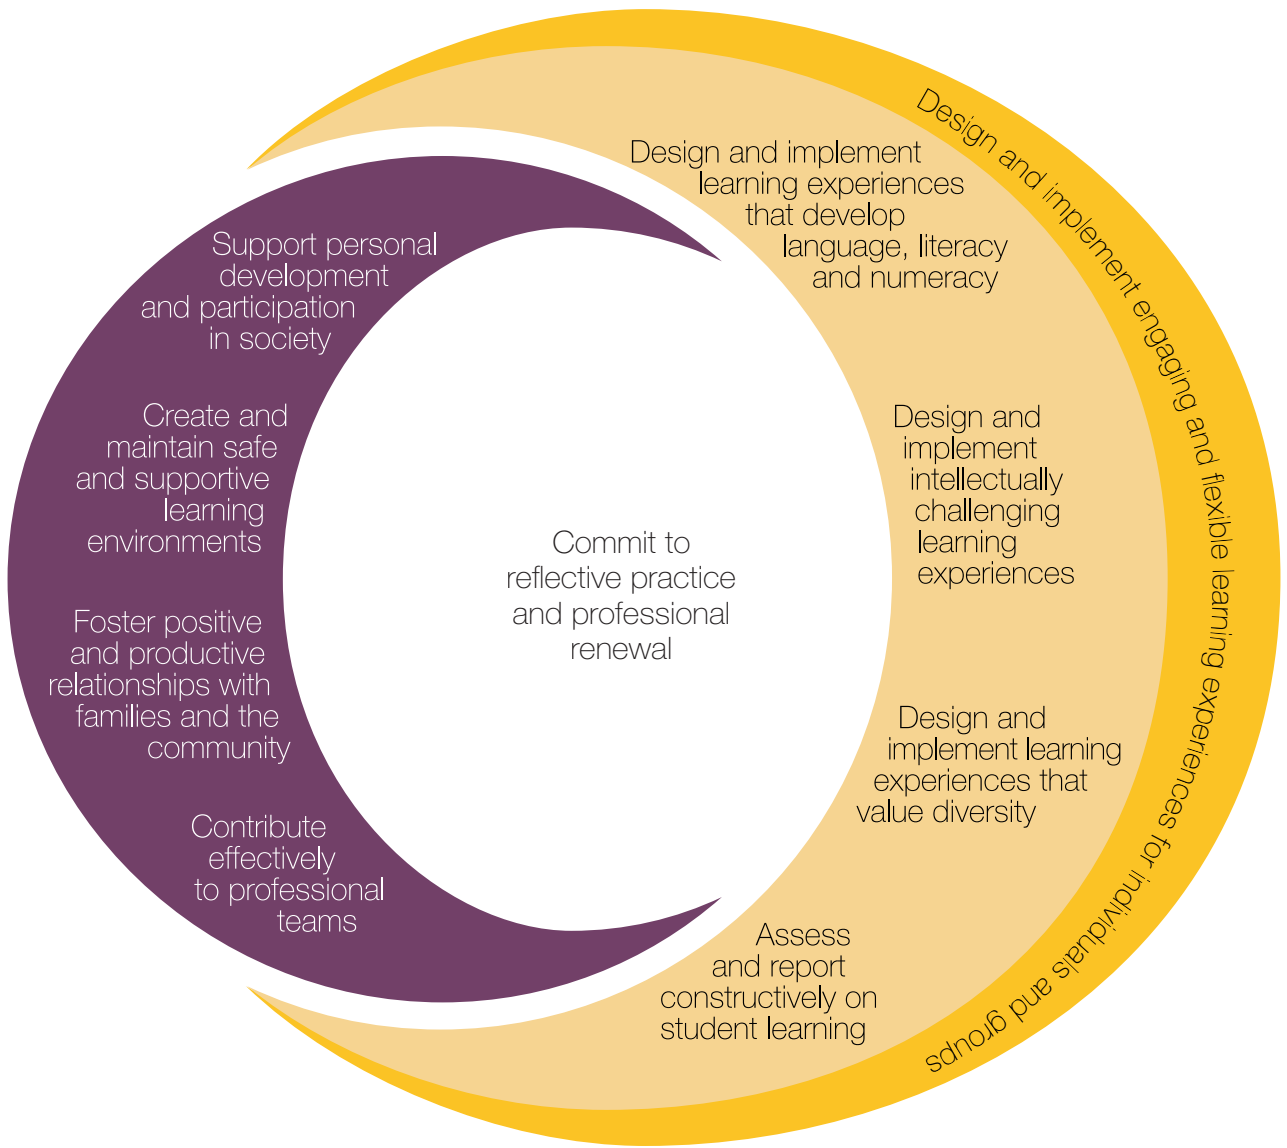 Design and implement engaging and flexible learning experiences for individuals and groups
Design and implement
learning experiences
that develop
language, literacy
and numeracy
Design and
implement
intellectually
challenging
learning
experiences
Design and
implement learning
experiences that
value diversity
Assess
and report
constructively on
student learning
Support personal
development
and participation
in society
Create and
maintain safe
and supportive
learning
environments
Foster positive
and productive
relationships with
families and the
community
Contribute
effectively
to professional
teams
Commit to
reflective practice
and professional
renewal